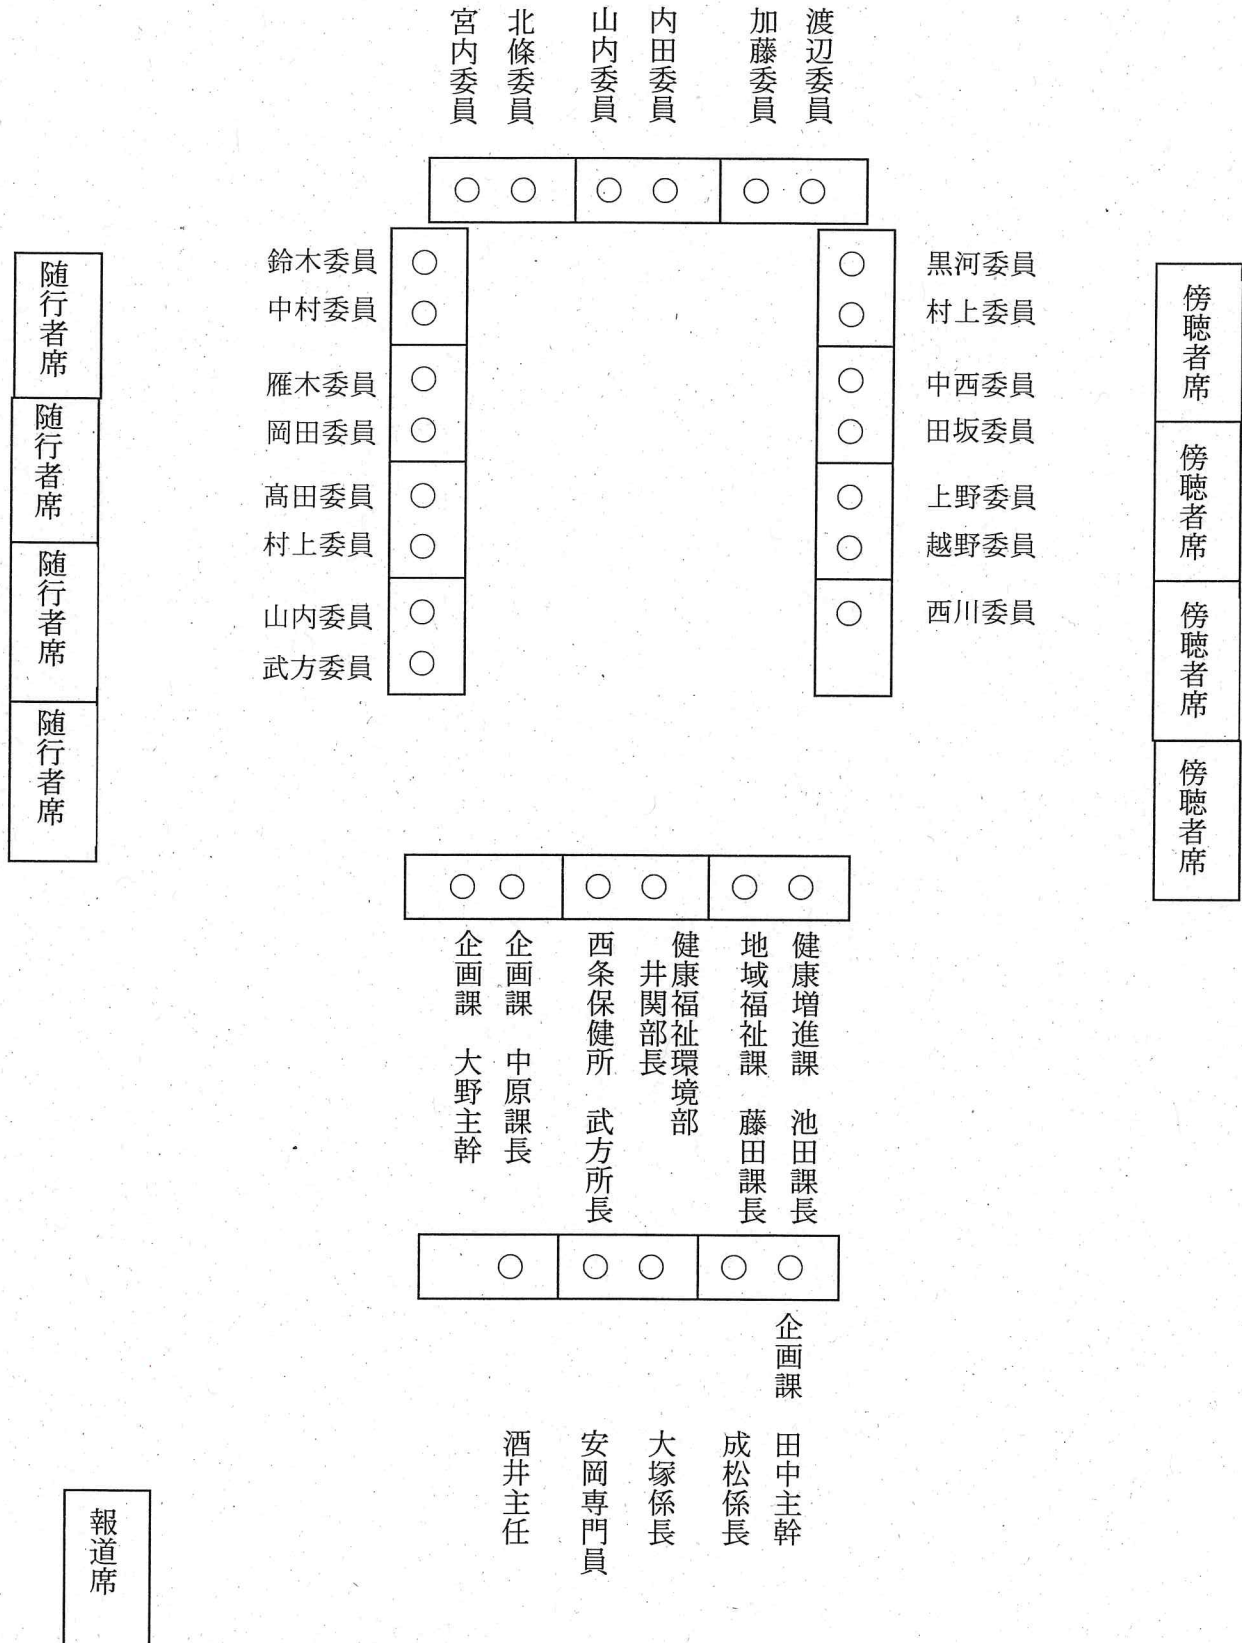 宮内委員
北條委員
山内委員
内田委員
加藤委員
渡辺委員
○ ○ ○ ○ ○ ○
鈴木委員 ○
中村委員 ○
雁木委員 ○
岡田委員 ○
髙田委員 ○
村上委員 ○
山内委員 ○
武方委員 ○
○ 黒河委員
○ 村上委員
○ 中西委員
○ 田坂委員
○ 上野委員
○ 越野委員
○ 西川委員
随行者席
随行者席
随行者席
随行者席
傍聴者席
傍聴者席
傍聴者席
傍聴者席
○ ○ ○ ○ ○ ○
企画課 大野主幹
企画課 中原課長
西条保健所 武方所長
健康福祉環境部
井関部長
地域福祉課 藤田課長
健康増進課 池田課長
○ ○ ○ ○ ○
酒井主任
安岡専門員
大塚係長
成松係長
企画課 田中主幹
報道席